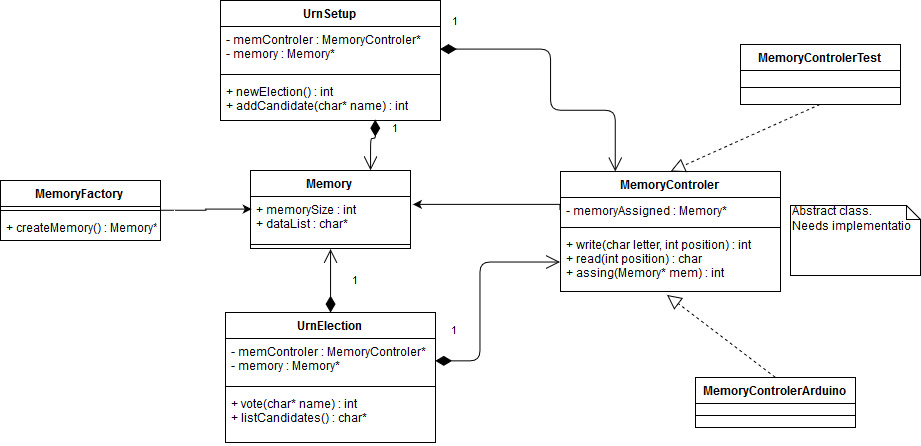 UrnSetup
- memControler : MemoryControler*
- memory : Memory*
+ newElection() : int
+ addCandidate(char* name) : int
1
1
MemoryControlerTest
MemoryFactory
+ createMemory() : Memory*
Memory
+ memorySize : int
+ dataList : char*
MemoryControler
- memoryAssigned : Memory*
+ write(char letter, int position) : int
+ read(int position) : char
+ assing(Memory* mem) : int
Abstract class.
Needs implementatio
1
1
UrnElection
- memControler : MemoryControler*
- memory : Memory*
+ vote(char* name) : int
+ listCandidates() : char*
MemoryControlerArduino